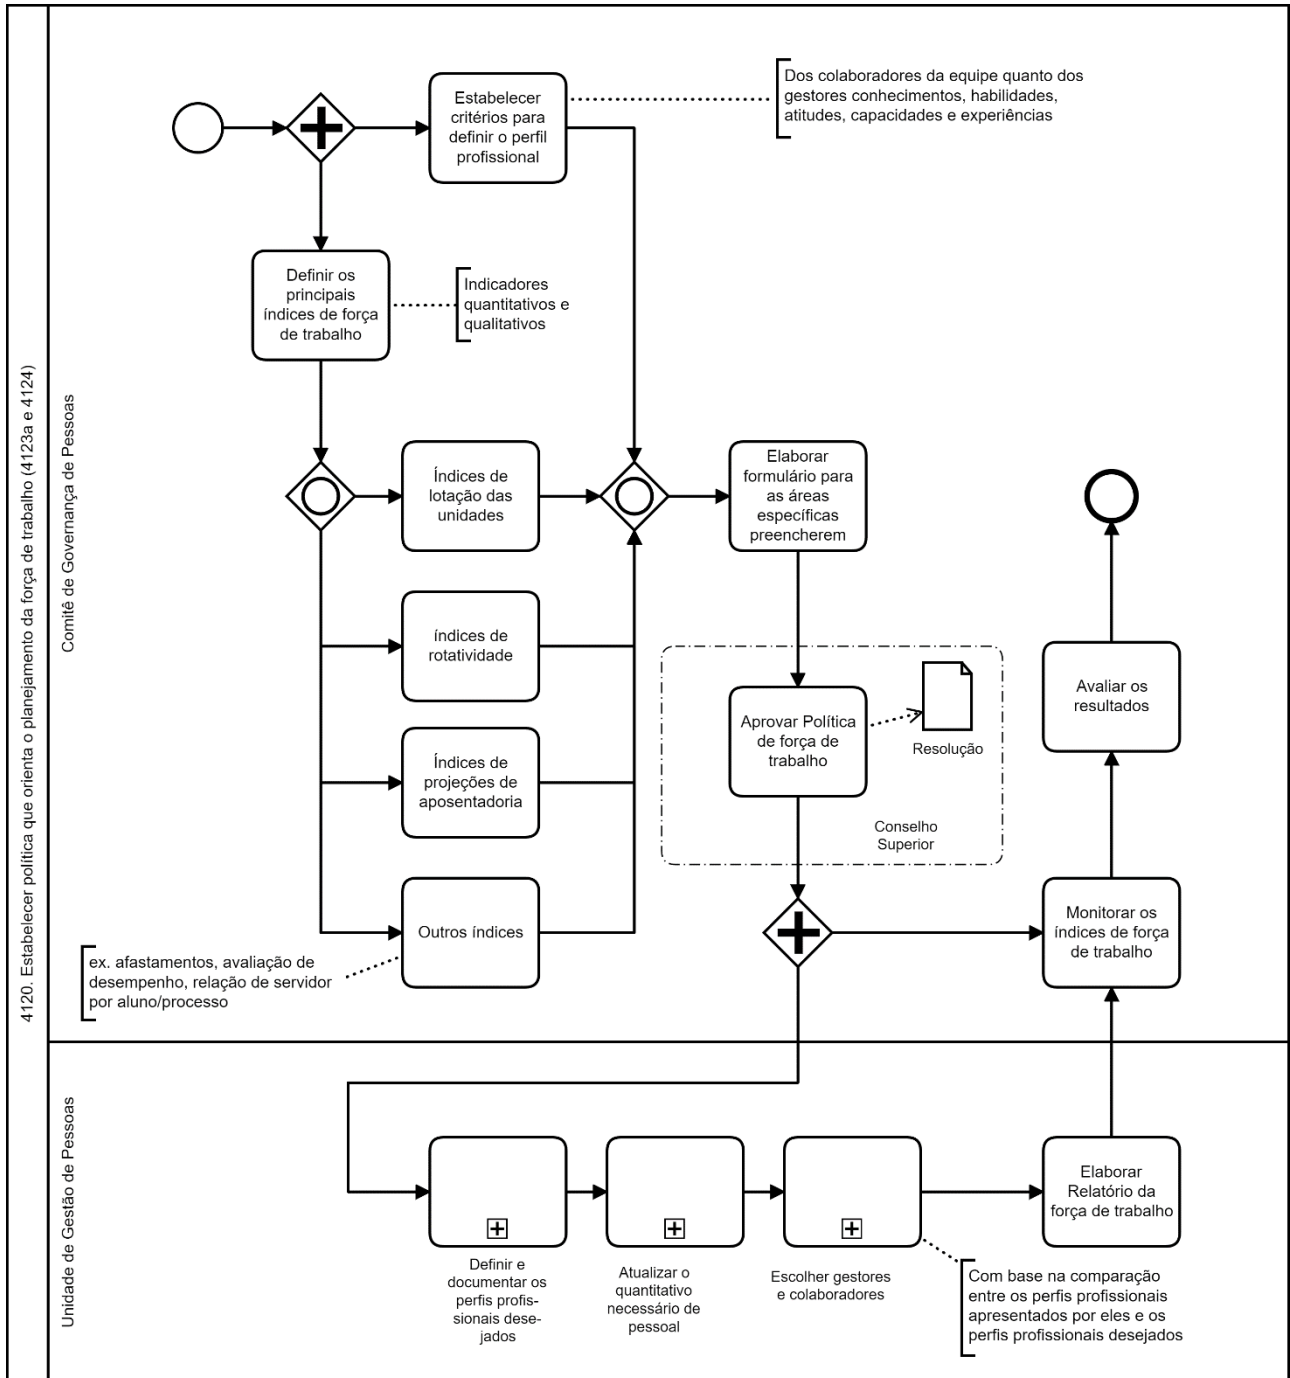 4120. Estabelecer política que orienta o planejamento da força de trabalho (4123a e 4124)
Comitê de Governança de Pessoas
Estabelecer
critérios para
definir o perfil
profissional
Dos colaboradores da equipe quanto dos
gestores conhecimentos, habilidades,
atitudes, capacidades e experiências
Definir os
principais
índices de força
de trabalho
Indicadores
quantitativos e
qualitativos
Índices de
lotação das
unidades
Elaborar
formulário para
as áreas
específicas
preencherem
índices de
rotatividade
Aprovar Política
de força de
trabalho
Resolução
Conselho
Superior
Avaliar os
resultados
Índices de
projeções de
aposentadoria
Outros índices
ex. afastamentos, avaliação de
desempenho, relação de servidor
por aluno/processo
Monitorar os
índices de força
de trabalho
Unidade de Gestão de Pessoas
Definir e
documentar os
perfis profis-
sionais dese-
jados
Atualizar o
quantitativo
necessário de
pessoal
Escolher gestores
e colaboradores
Elaborar
Relatório da
força de trabalho
Com base na comparação
entre os perfis profissionais
apresentados por eles e os
perfis profissionais desejados